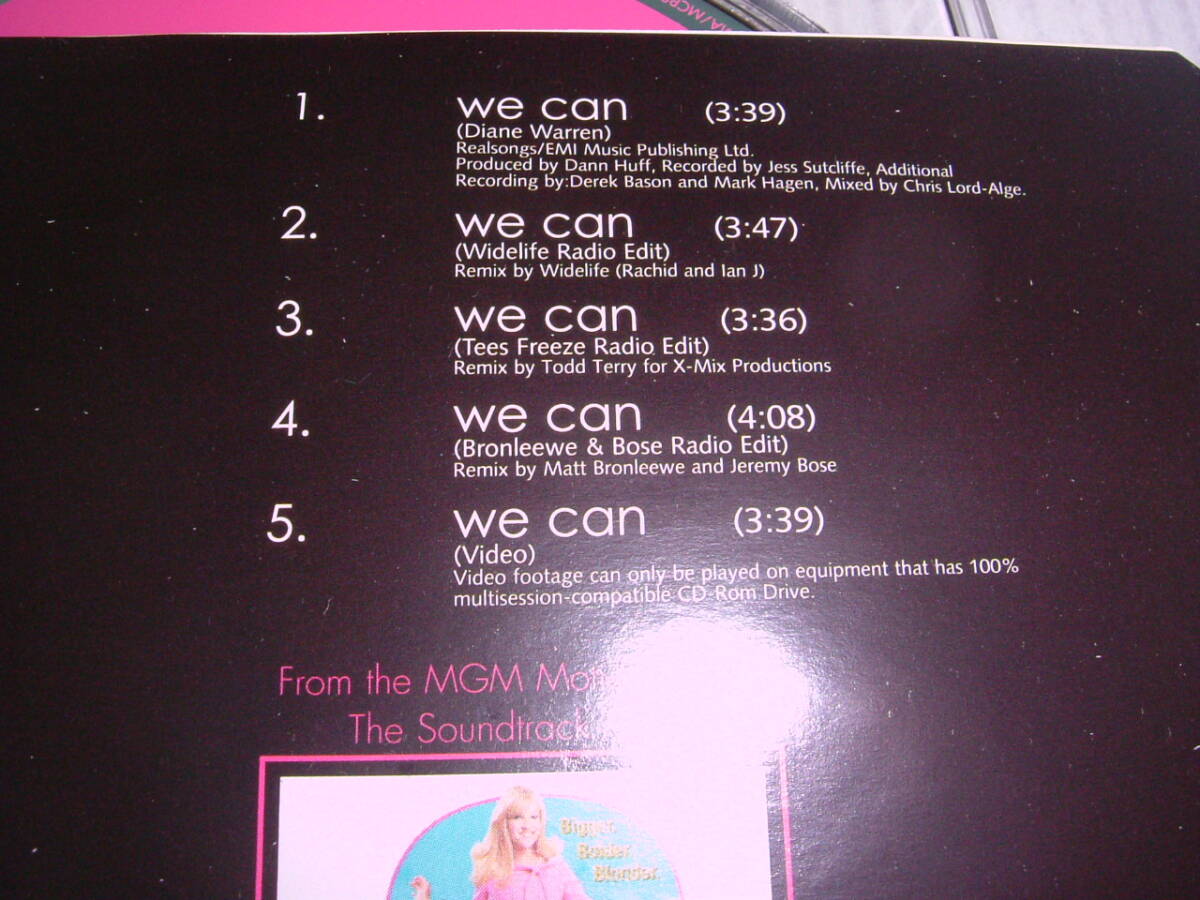 1. we can (3:39)
(Diane Warren)
Realsongs/EMI Music Publishing Ltd.
Produced by Dann Huff, Recorded by Jess Sutcliffe, Additional
Recording by:Derek Bason and Mark Hagen, Mixed by Chris Lord-Alge.
2. we can (3:47)
(Widelife Radio Edit)
Remix by Widelife (Rachid and Ian J)
3. we can (3:36)
(Tees Freeze Radio Edit)
Remix by Todd Terry for X-Mix Productions
4. we can (4:08)
(Bronleewe & Bose Radio Edit)
Remix by Matt Bronleewe and Jeremy Bose
5. we can (3:39)
(Video)
Video footage can only be played on equipment that has 100%
multisession-compatible CD-Rom Drive.
From the MGM
The Soundtrack
Bigger.
Bolder.
Blonder.